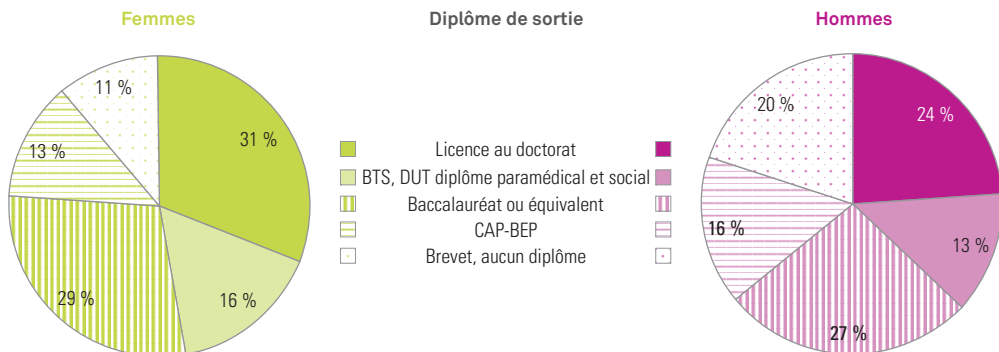 Femmes
Diplôme de sortie
Hommes
11 %
31 %
13 %
29 %
16 %
Licence au doctorat
BTS, DUT diplôme paramédical et social
Baccalauréat ou équivalent
CAP-BEP
Brevet, aucun diplôme
20 %
24 %
16 %
13 %
27 %